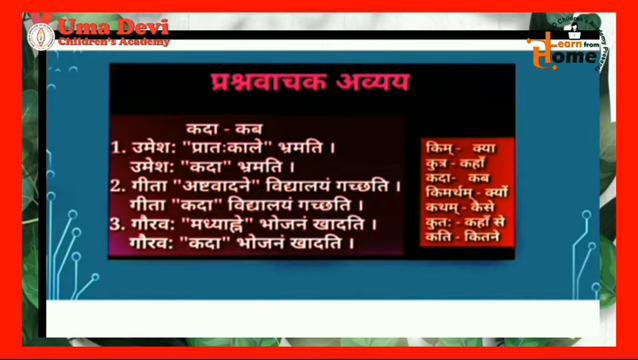 Uma Devi
Children's Academy
Learn from
Home
प्रश्नवाचक अव्यय
कदा - कब
1. उमेश: "प्रात:काले" भ्रमति ।
उमेश: "कदा" भ्रमति ।
2. गीता "अष्टवादने" विद्यालयं गच्छति ।
गीता "कदा" विद्यालयं गच्छति ।
3. गौरव: "मध्याह्ने" भोजनं खादति ।
गौरव: "कदा" भोजनं खादति ।
किम् - क्या
कुत्र - कहाँ
कदा- कब
किमर्थम् - क्यों
कथम् - कैसे
कुत: - कहाँ से
कति - कितने